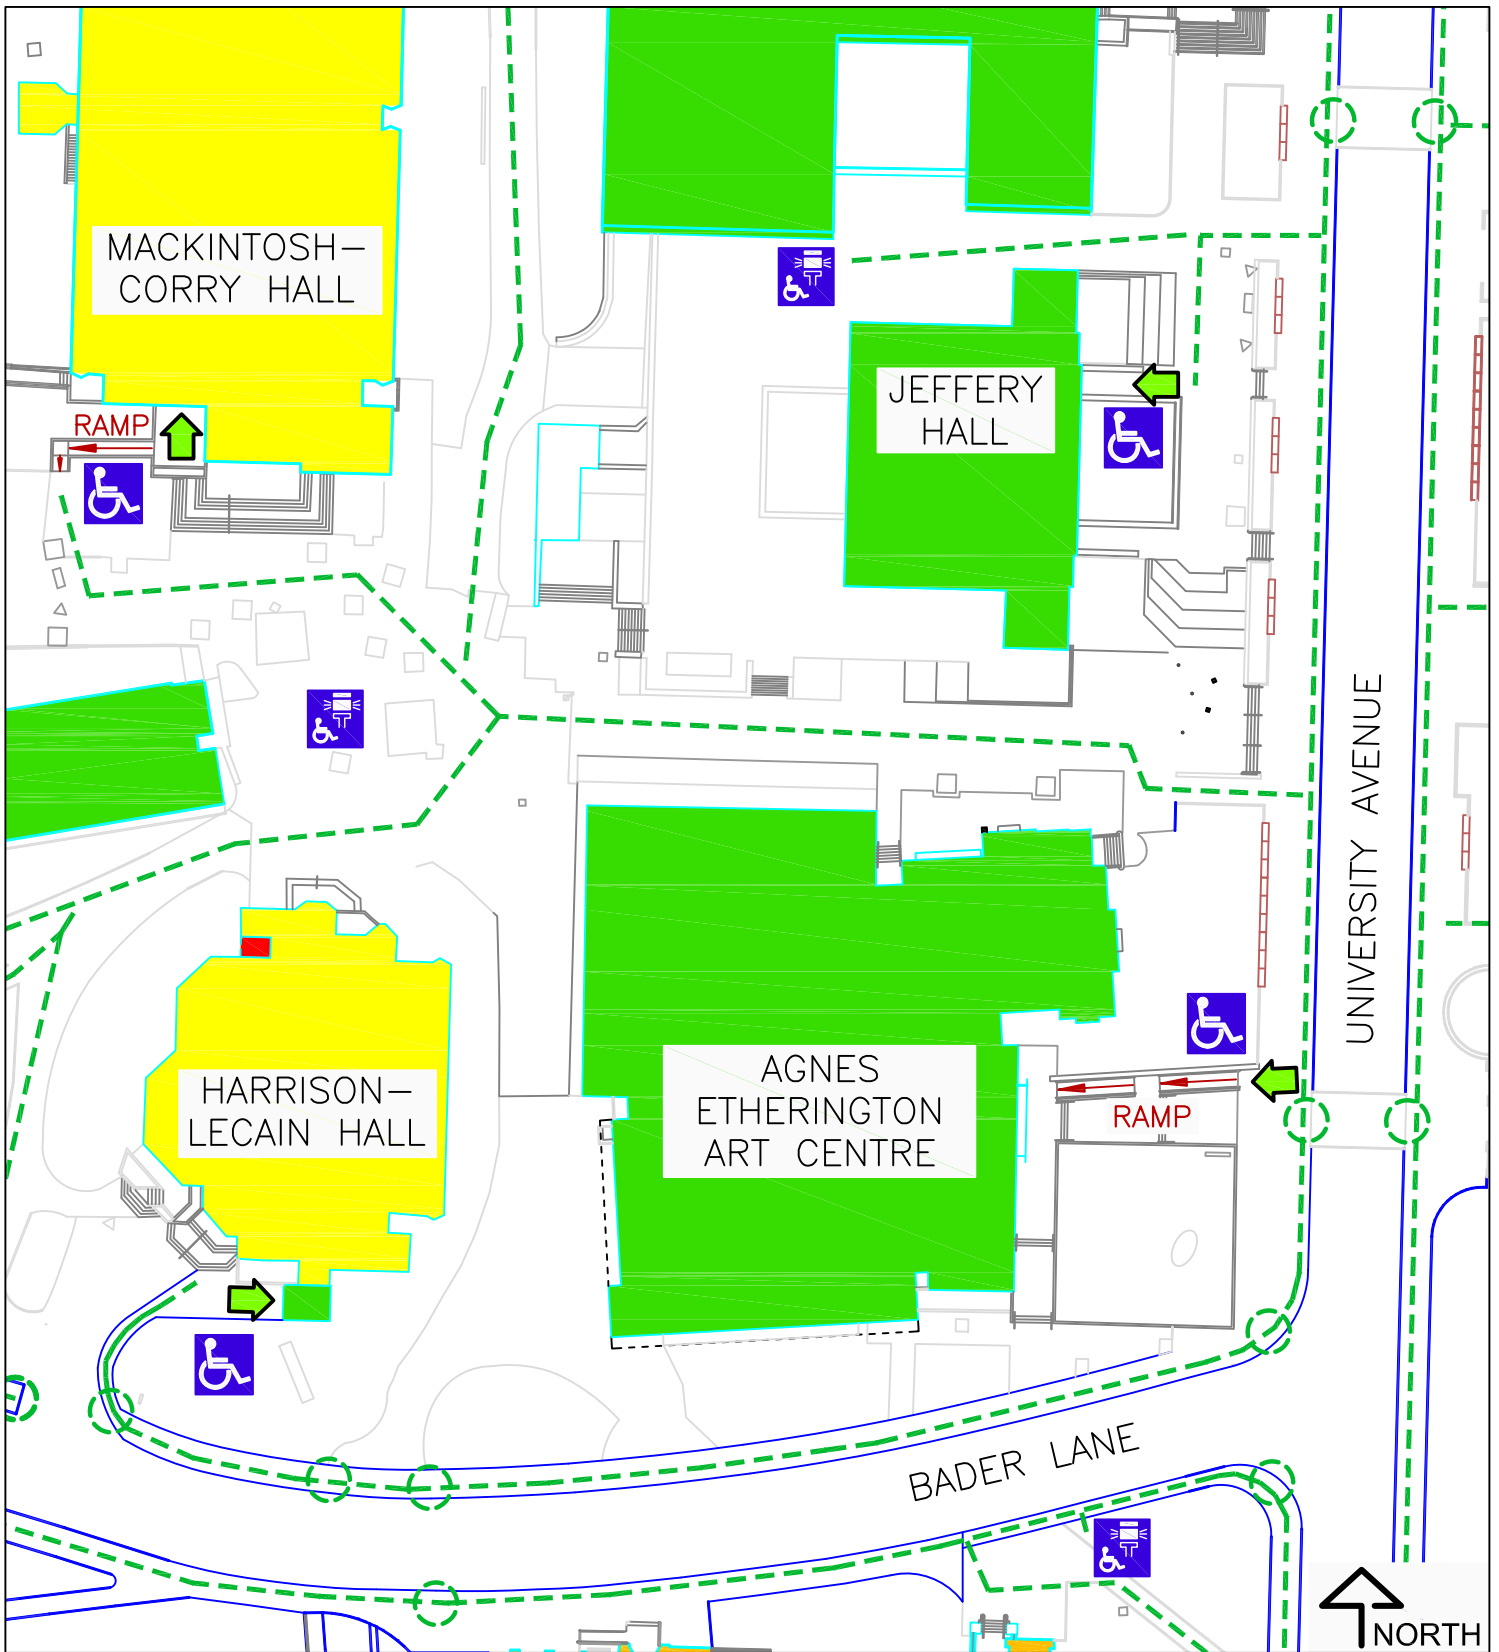 MACKINTOSH-
CORRY HALL
RAMP
JEFFERY
HALL
UNIVERSITY AVENUE
HARRISON-
LECAIN HALL
AGNES
ETHERINGTON
ART CENTRE
RAMP
BADER LANE
NORTH